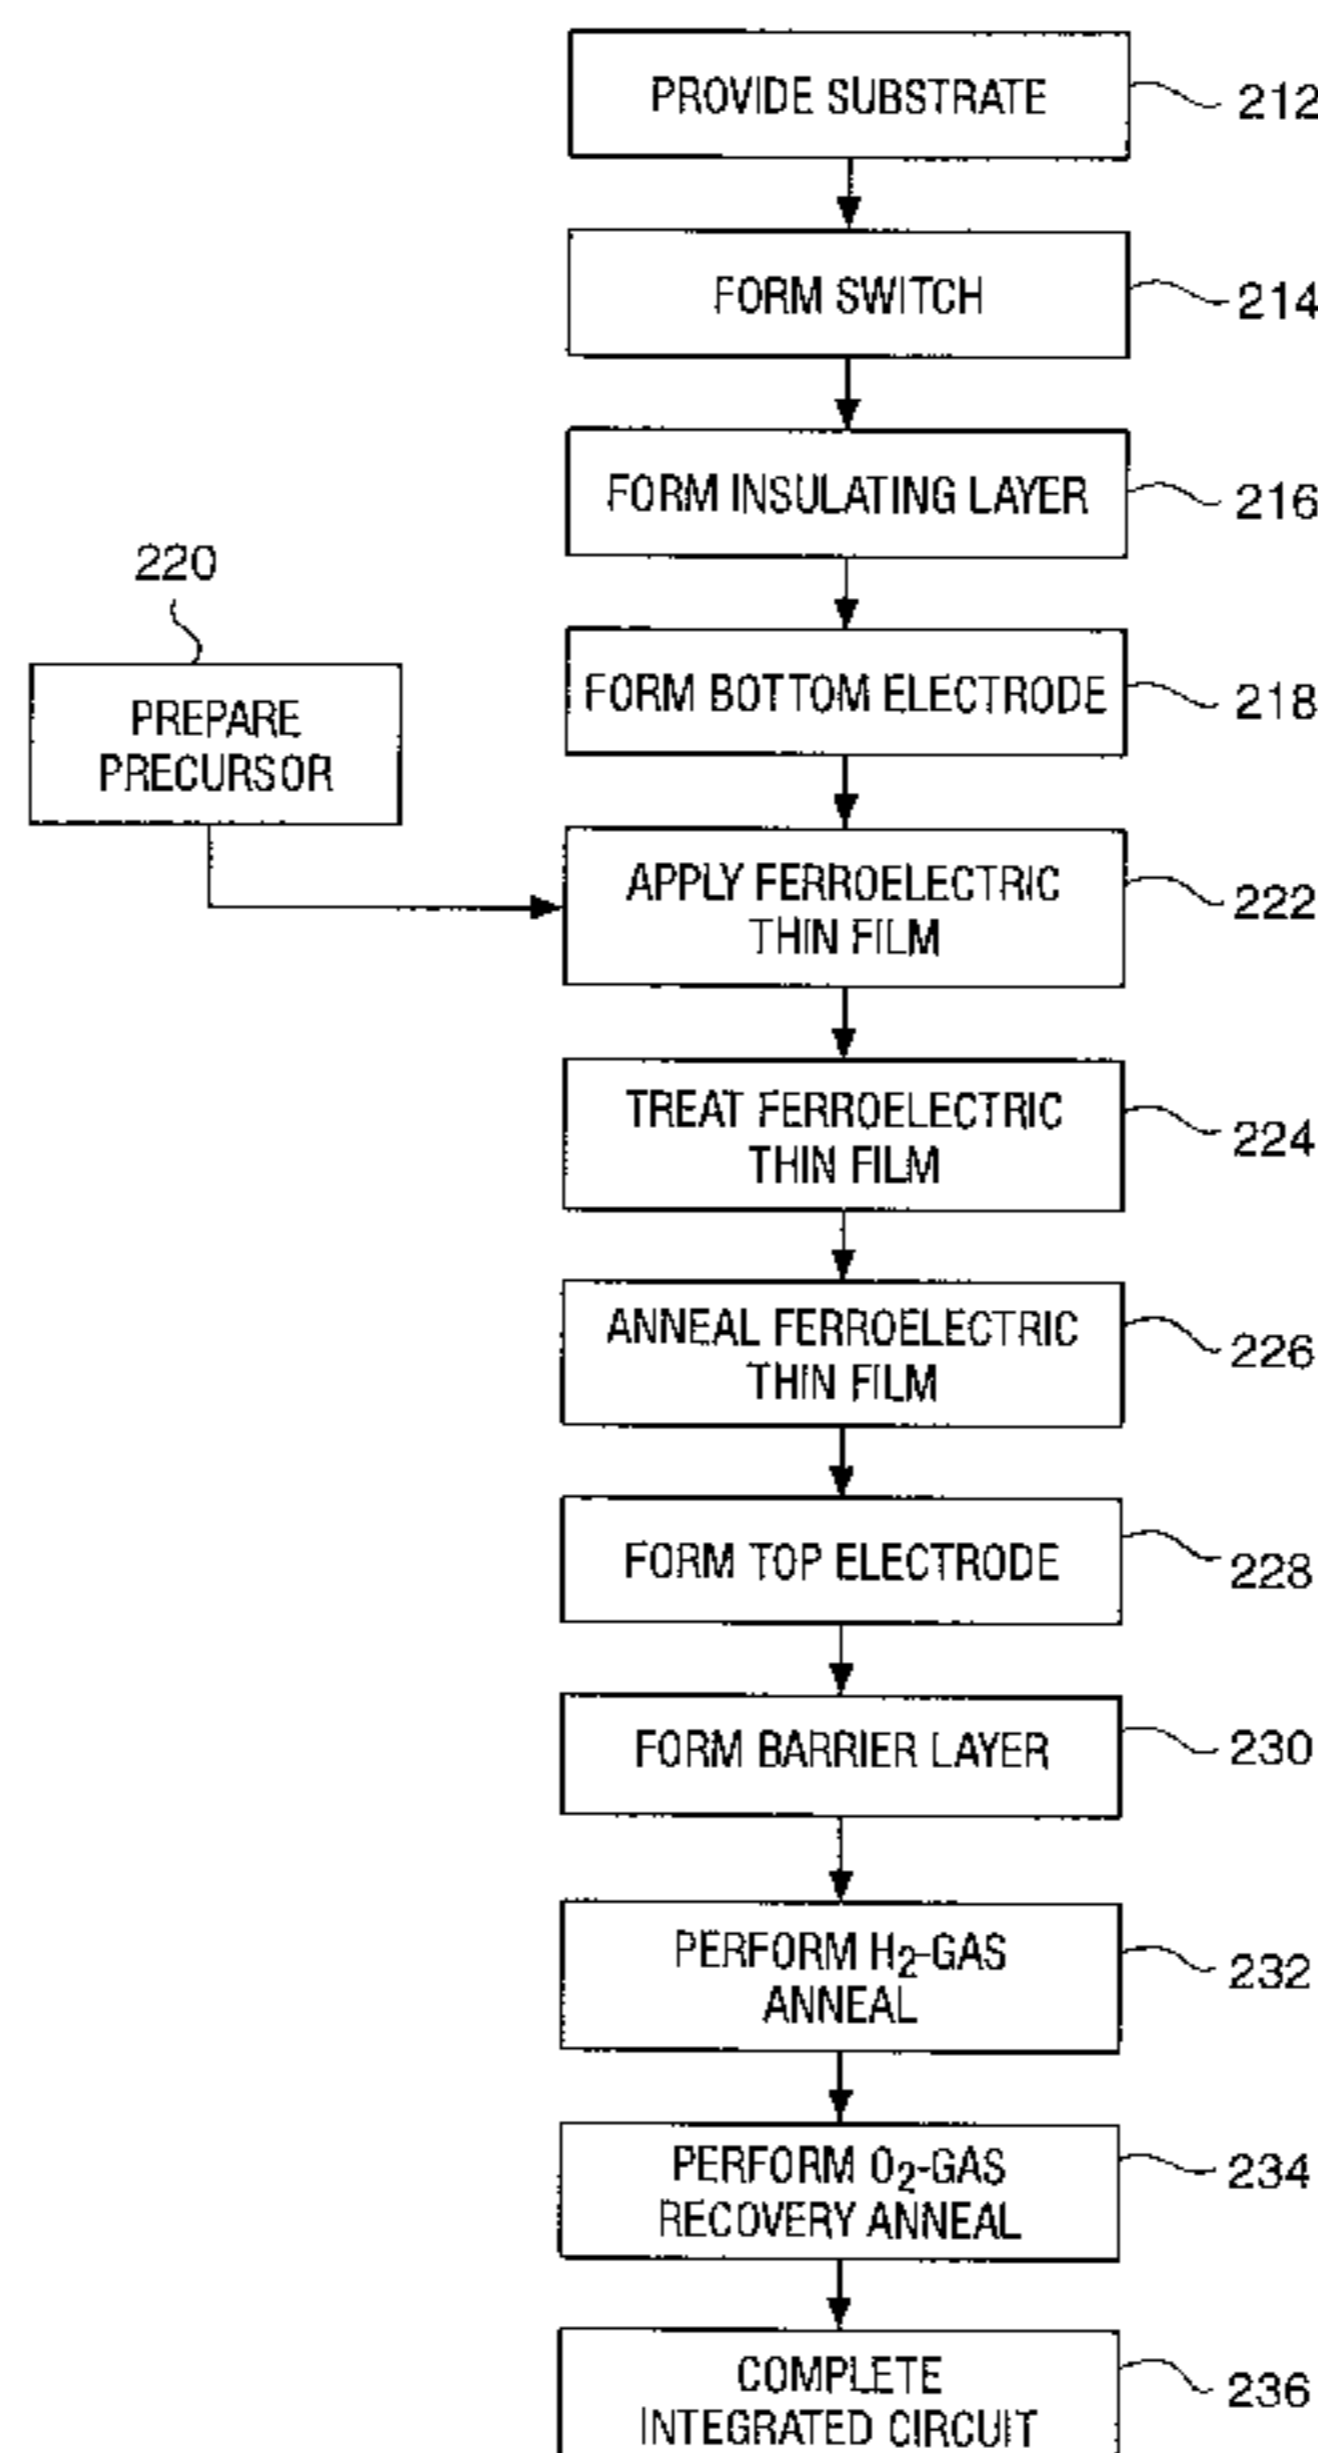 PROVIDE SUBSTRATE
212
FORM SWITCH
214
FORM INSULATING LAYER
216
FORM BOTTOM ELECTRODE
218
220
PREPARE
PRECURSOR
APPLY FERROELECTRIC
THIN FILM
222
TREAT FERROELECTRIC
THIN FILM
224
ANNEAL FERROELECTRIC
THIN FILM
226
FORM TOP ELECTRODE
228
FORM BARRIER LAYER
230
PERFORM H₂-GAS
ANNEAL
232
PERFORM O₂-GAS
RECOVERY ANNEAL
234
COMPLETE
INTEGRATED CIRCUIT
236